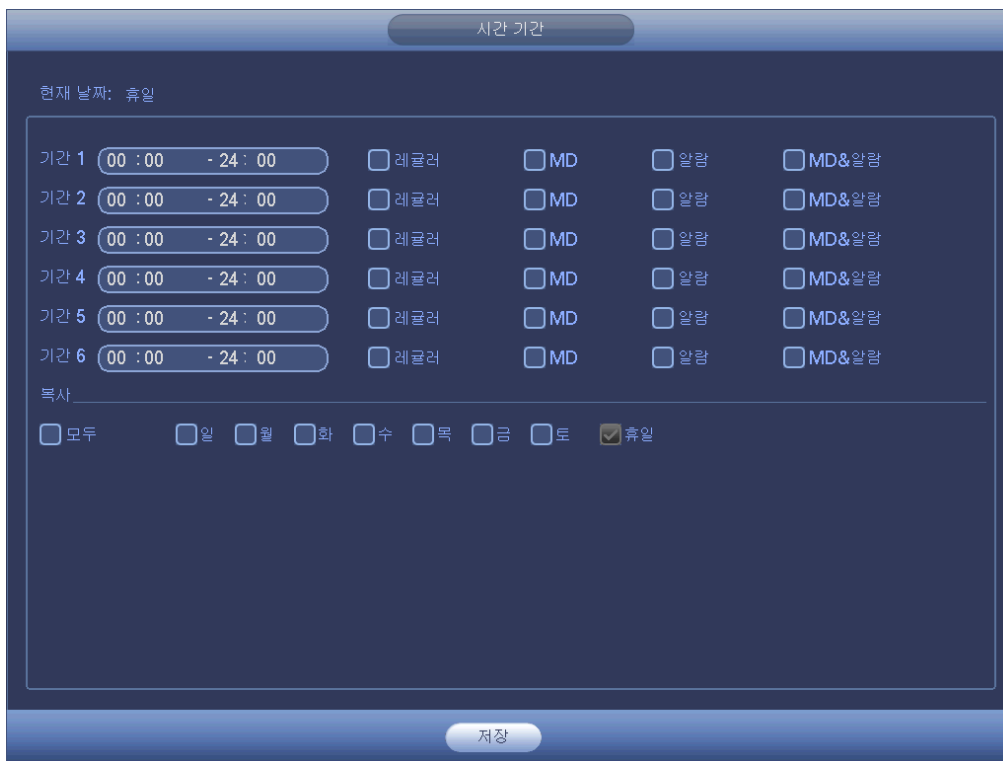 시간 기간
현재 날짜: 휴일
기간 1 00 :00 - 24 : 00 레귤러 MD 알람 MD&알람
기간 2 00 :00 - 24 : 00 레귤러 MD 알람 MD&알람
기간 3 00 :00 - 24 : 00 레귤러 MD 알람 MD&알람
기간 4 00 :00 - 24 : 00 레귤러 MD 알람 MD&알람
기간 5 00 :00 - 24 : 00 레귤러 MD 알람 MD&알람
기간 6 00 :00 - 24 : 00 레귤러 MD 알람 MD&알람
복사
모두 일 월 화 수 목 금 토 휴일
저장